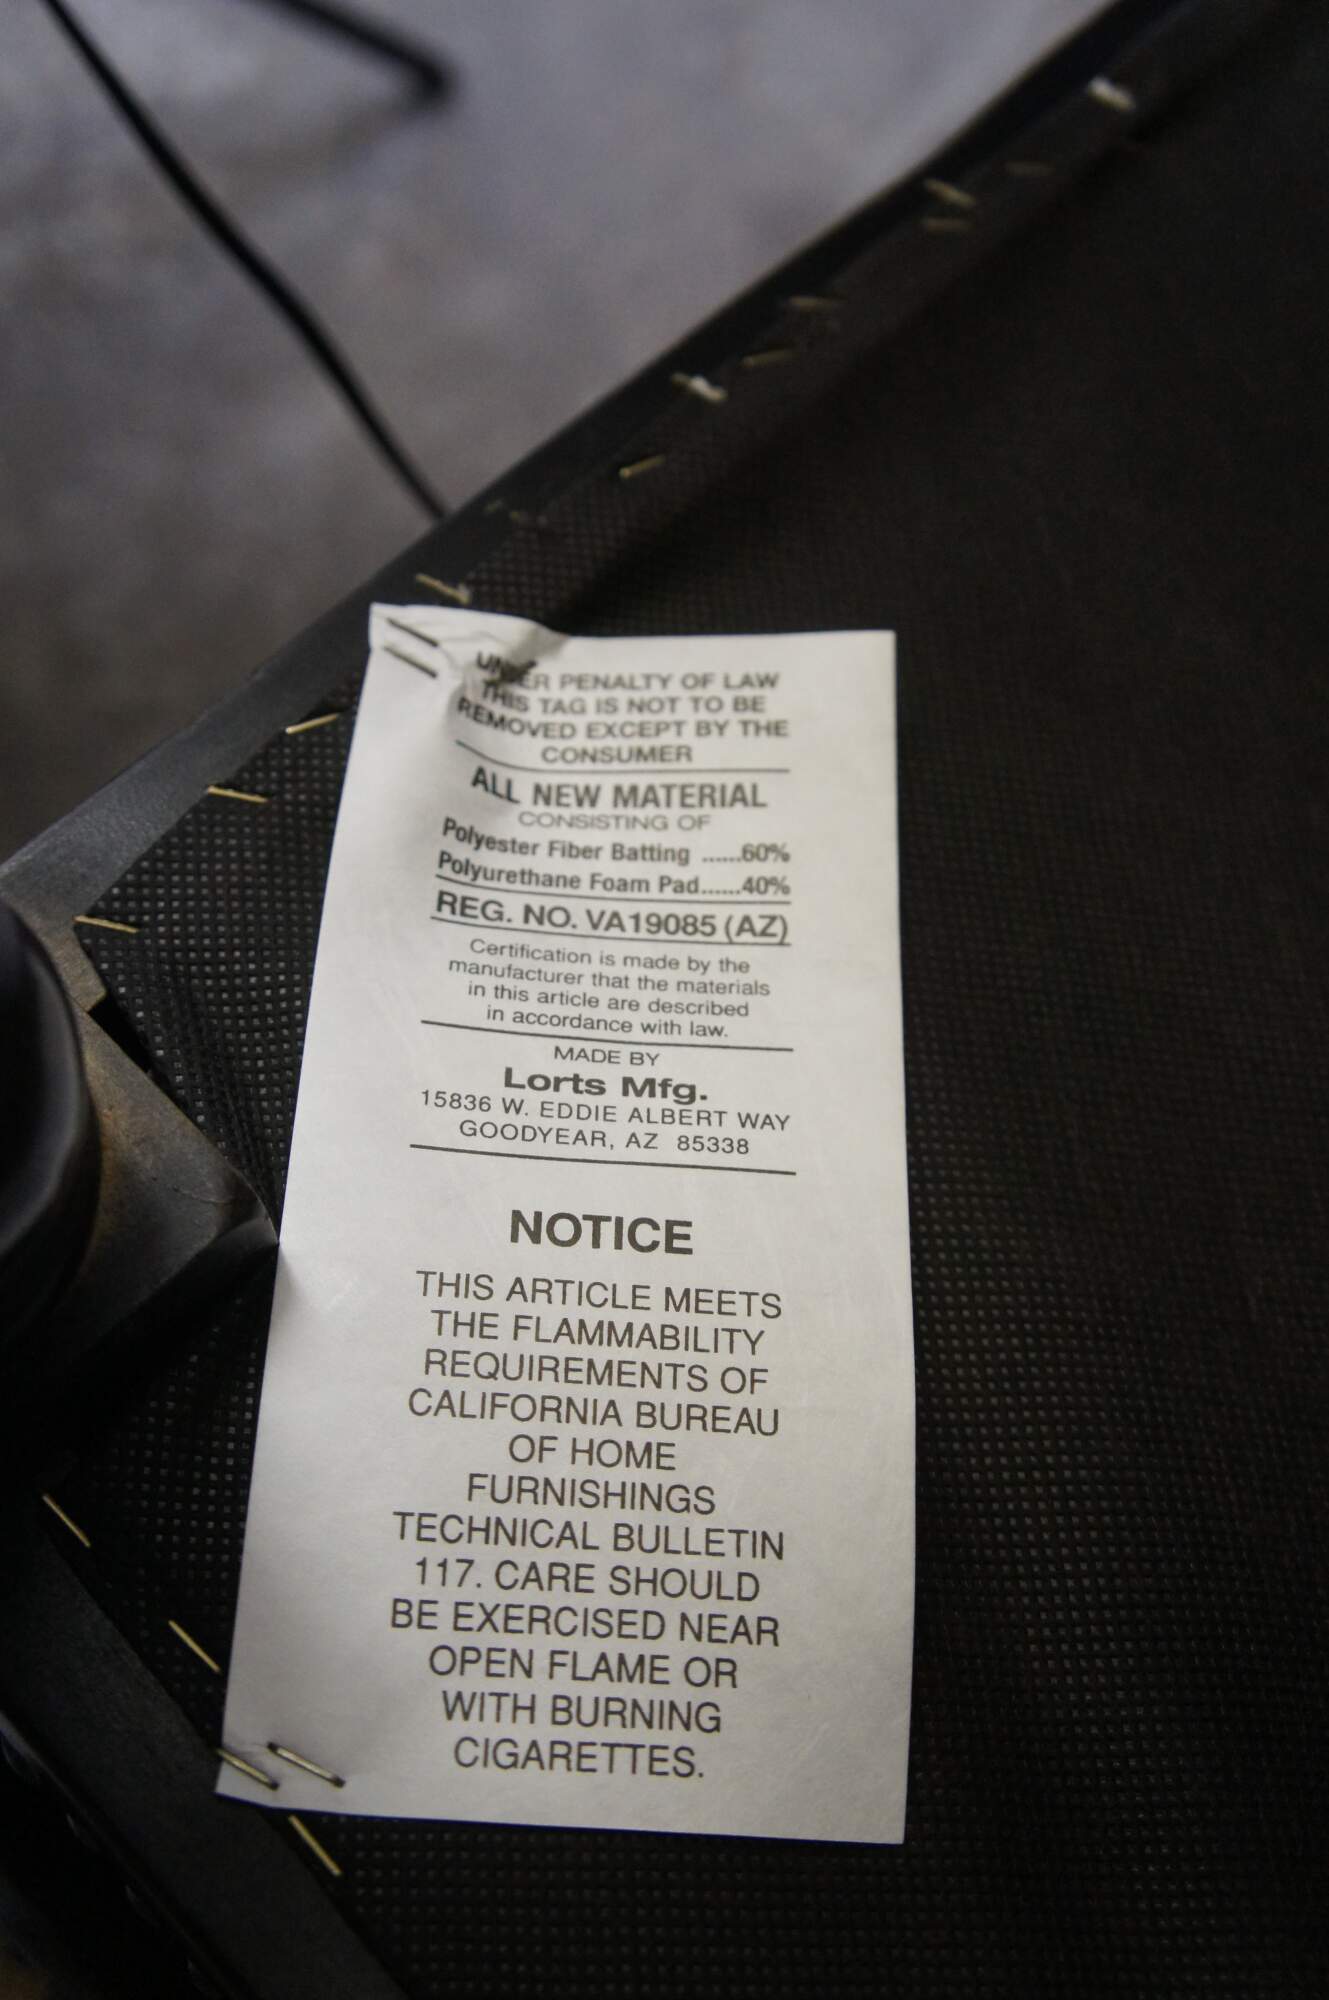 UNDER PENALTY OF LAW
THIS TAG IS NOT TO BE
REMOVED EXCEPT BY THE
CONSUMER
ALL NEW MATERIAL
CONSISTING OF
Polyester Fiber Batting ......60%
Polyurethane Foam Pad......40%
REG. NO. VA19085 (AZ)
Certification is made by the
manufacturer that the materials
in this article are described
in accordance with law.
MADE BY
Lorts Mfg.
15836 W. EDDIE ALBERT WAY
GOODYEAR, AZ 85338
NOTICE
THIS ARTICLE MEETS
THE FLAMMABILITY
REQUIREMENTS OF
CALIFORNIA BUREAU
OF HOME
FURNISHINGS
TECHNICAL BULLETIN
117. CARE SHOULD
BE EXERCISED NEAR
OPEN FLAME OR
WITH BURNING
CIGARETTES.